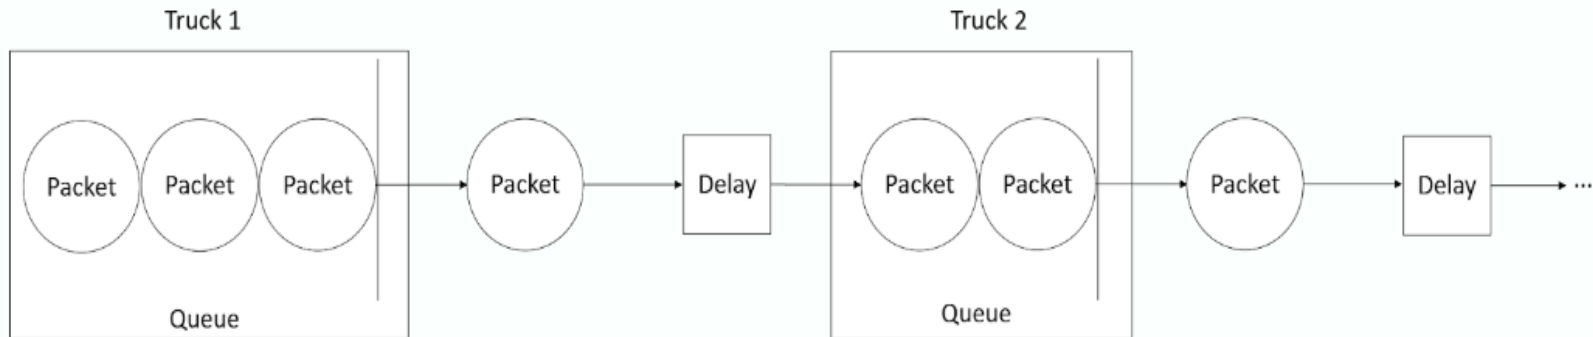 Truck 1
Truck 2
Packet Packet Packet Packet Delay Packet Packet Packet Delay ...
Queue
Queue